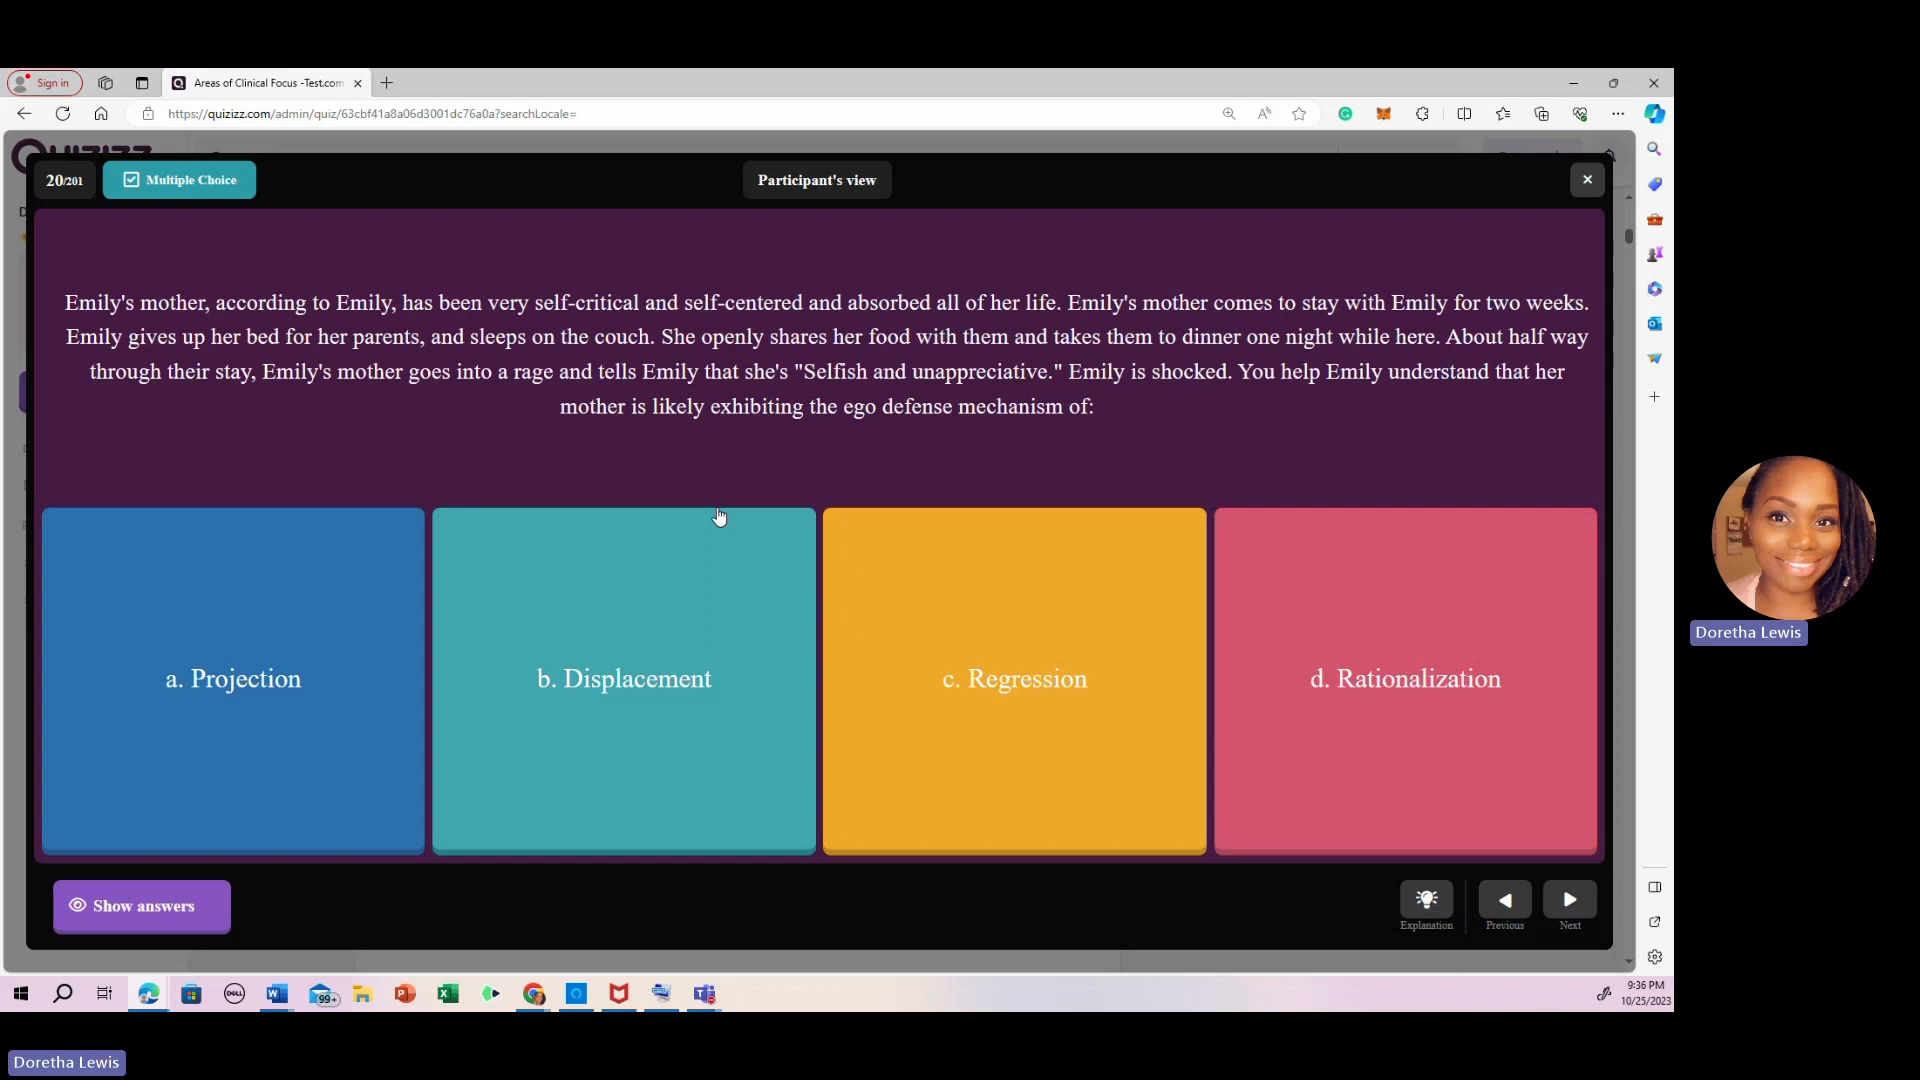 Sign in
Areas of Clinical Focus -Test.com
https://quizizz.com/admin/quiz/63cbf41a8a06d3001dc76a0a?searchLocale=
20/201
Multiple Choice
Participant's view
Emily's mother, according to Emily, has been very self-critical and self-centered and absorbed all of her life. Emily's mother comes to stay with Emily for two weeks.
Emily gives up her bed for her parents, and sleeps on the couch. She openly shares her food with them and takes them to dinner one night while here. About half way
through their stay, Emily's mother goes into a rage and tells Emily that she's "Selfish and unappreciative." Emily is shocked. You help Emily understand that her
mother is likely exhibiting the ego defense mechanism of:
a. Projection
b. Displacement
c. Regression
d. Rationalization
Show answers
Explanation
Previous
Next
Doretha Lewis
DELL
99+
9:36 PM
10/25/2023
Doretha Lewis